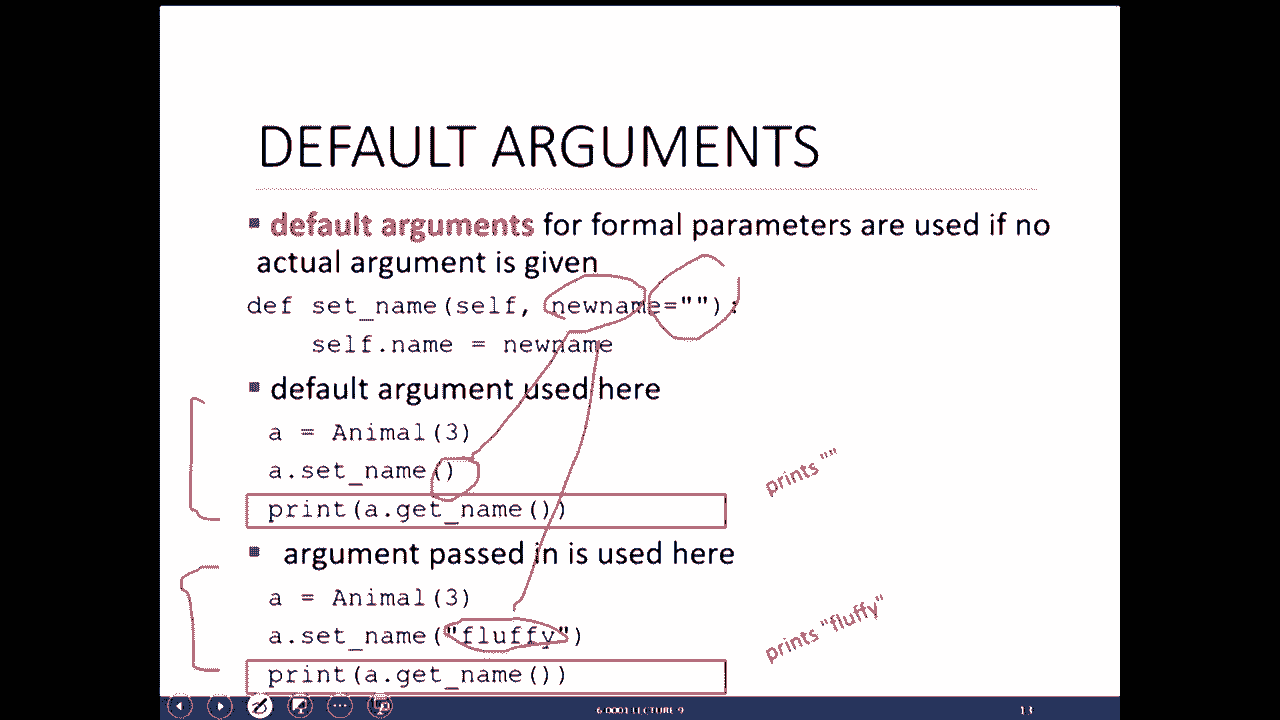 DEFAULT ARGUMENTS
default arguments for formal parameters are used if no
actual argument is given
def set_name(self, newname=""):
    self.name = newname
default argument used here
a = Animal(3)
a.set_name()
print(a.get_name())
prints ""
argument passed in is used here
a = Animal(3)
a.set_name("fluffy")
print(a.get_name())
prints "fluffy"
6.0001 LECTURE 9
13